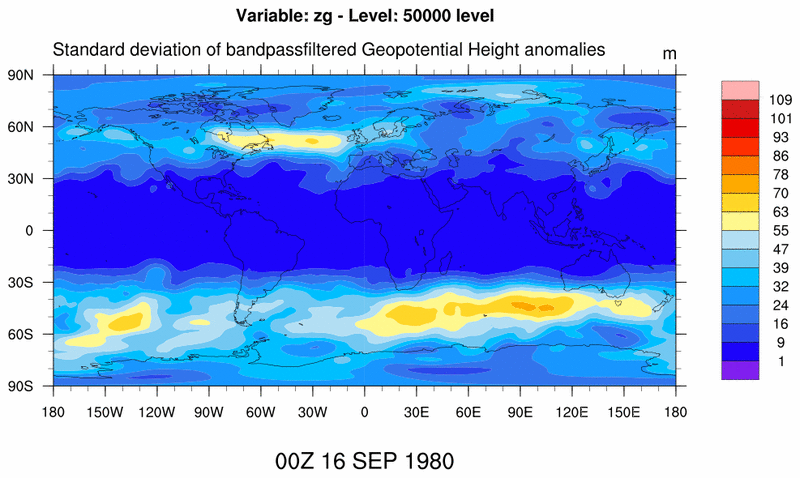 Variable: zg - Level: 50000 level
Standard deviation of bandpassfiltered Geopotential Height anomalies
m
90N
60N
30N
0
30S
60S
90S
180 150W 120W 90W 60W 30W 0 30E 60E 90E 120E 150E 180
109
101
93
86
78
70
63
55
47
39
32
24
16
9
1
00Z 16 SEP 1980